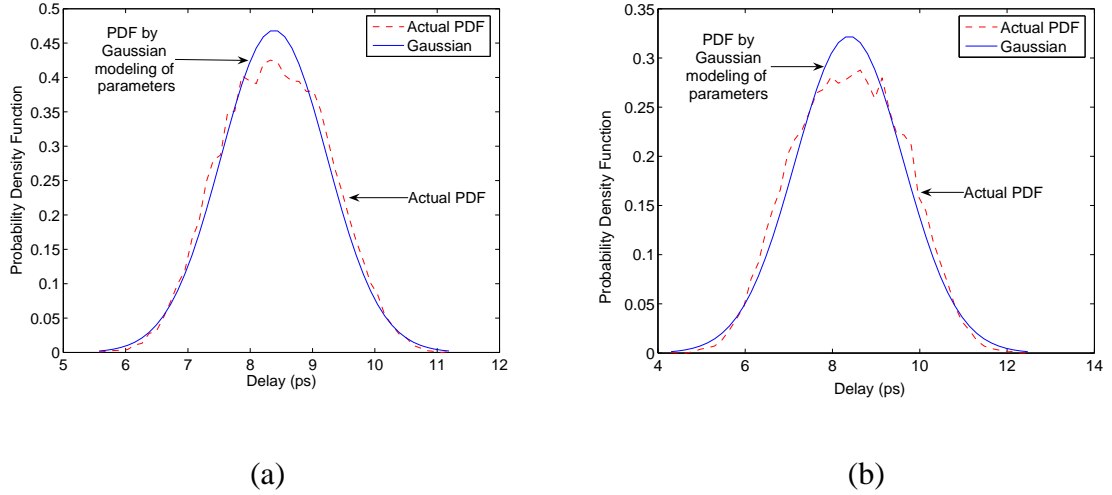 0.5
0.45
0.4
0.35
0.3
0.25
0.2
0.15
0.1
0.05
0
5 6 7 8 9 10 11 12
Delay (ps)
Probability Density Function
PDF by
Gaussian
modeling of
parameters
Actual PDF
Gaussian
Actual PDF
(a)
0.35
0.3
0.25
0.2
0.15
0.1
0.05
0
4 6 8 10 12 14
Delay (ps)
Probability Density Function
PDF by
Gaussian
modeling of
parameters
Actual PDF
Gaussian
Actual PDF
(b)